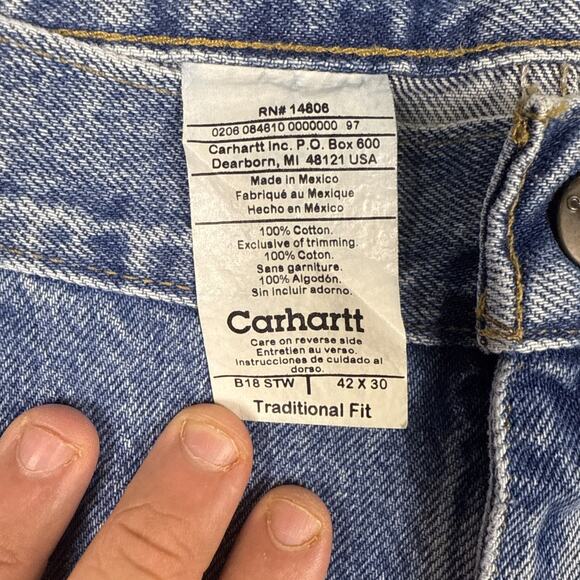 RN# 14806
0206 084610 0000000 97
Carhartt Inc. P.O. Box 600
Dearborn, MI 48121 USA
Made in Mexico
Fabriqué au Mexique
Hecho en México
100% Cotton.
Exclusive of trimming.
100% Coton.
Sans garniture.
100% Algodón.
Sin incluir adorno.
Carhartt
Care on reverse side
Entretien au verso.
Instrucciones de cuidado al
dorso.
B18 STW 42 X 30
Traditional Fit